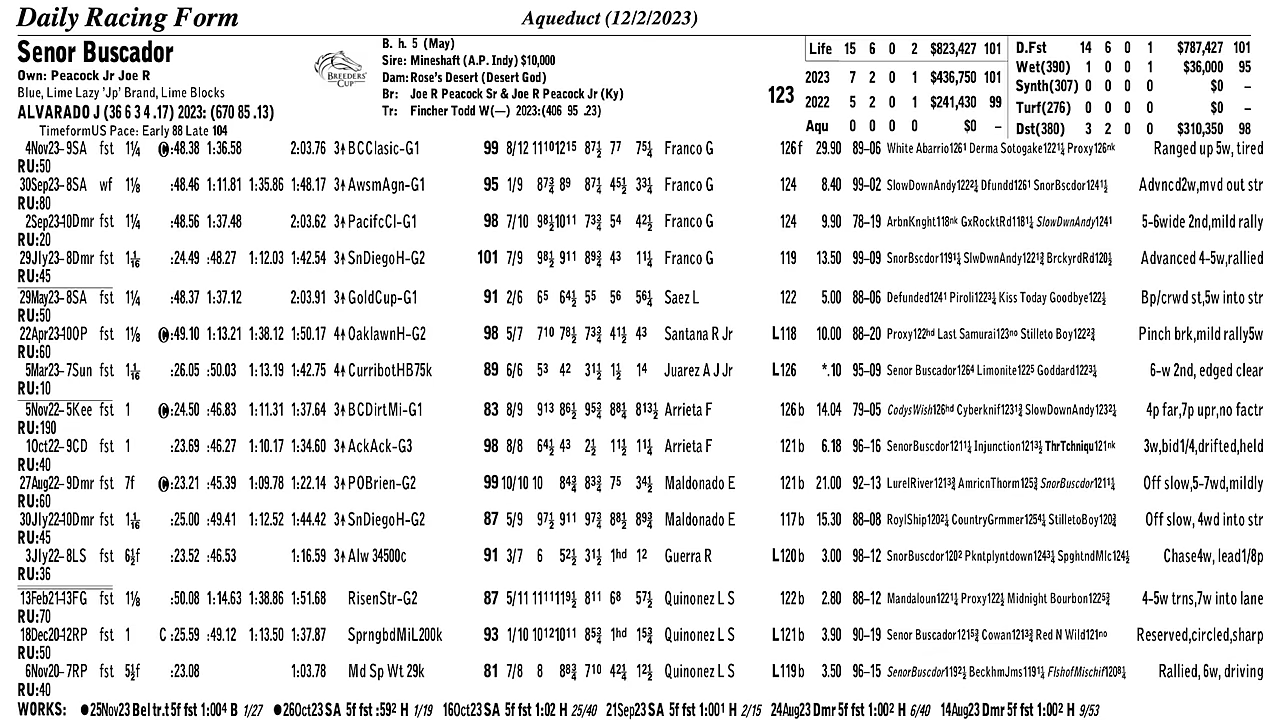 Daily Racing Form Aqueduct (12/2/2023)
Senor Buscador
Own: Peacock Jr Joe R
Blue, Lime Lazy 'Jp' Brand, Lime Blocks
ALVARADO J (36 6 3 4 .17) 2023: (670 85 .13)
TimeformUS Pace: Early 88 Late 104
BREEDERS' CUP
B. h. 5 (May)
Sire: Mineshaft (A.P. Indy) $10,000
Dam: Rose's Desert (Desert God)
Br: Joe R Peacock Sr & Joe R Peacock Jr (Ky)
Tr: Fincher Todd W(—) 2023:(406 95 .23)
123
Life 15 6 0 2 $823,427 101
2023 7 2 0 1 $436,750 101
2022 5 2 0 1 $241,430 99
Aqu 0 0 0 0 $0 –
D.Fst 14 6 0 1 $787,427 101
Wet(390) 1 0 0 1 $36,000 95
Synth(307) 0 0 0 0 $0 –
Turf(276) 0 0 0 0 $0 –
Dst(380) 3 2 0 0 $310,350 98
4Nov23-9SA fst 1¼ C :48.38 1:36.58 2:03.76 3↑ BCClasic-G1 99 8/12 11101215 87½ 77 75¼ Franco G 126f 29.90 89-06 White Abarrio126¹ Derma Sotogake122¹¼ Proxy126nk Ranged up 5w, tired
RU:50
30Sep23-8SA wf 1⅛ :48.46 1:11.81 1:35.86 1:48.17 3↑ AwsmAgn-G1 95 1/9 87¾ 89 87¼ 45½ 33¼ Franco G 124 8.40 99-02 SlowDownAndy122²¼ Dfundd126¹ SnorBscdor124¹½ Advncd2w,mvd out str
RU:80
2Sep23-10Dmr fst 1¼ :48.56 1:37.48 2:03.62 3↑ PacifcCl-G1 98 7/10 98½ 1011 73¾ 54 42½ Franco G 124 9.90 78-19 ArbnKnght118nk GxRocktRd118¹¼ SlowDwnAndy124¹ 5-6wide 2nd,mild rally
RU:20
29Jly23-8Dmr fst 1 1/16 :24.49 :48.27 1:12.03 1:42.54 3↑ SnDiegoH-G2 101 7/9 98½ 911 89¾ 43 11¼ Franco G 119 13.50 99-09 SnorBscdor119¹¼ SlwDwnAndy122¹¾ BrckyrdRd120½ Advanced 4-5w,rallied
RU:45
29May23-8SA fst 1¼ :48.37 1:37.12 2:03.91 3↑ GoldCup-G1 91 2/6 65 64½ 55 56 56¼ Saez L 122 5.00 88-06 Defunded124¹ Piroli122³¼ Kiss Today Goodbye122½ Bp/crwd st,5w into str
RU:50
22Apr23-10OP fst 1⅛ C :49.10 1:13.21 1:38.12 1:50.17 4↑ OaklawnH-G2 98 5/7 710 78½ 73¾ 41½ 43 Santana R Jr L118 10.00 88-20 Proxy122hd Last Samurai123no Stilleto Boy122²¾ Pinch brk,mild rally5w
RU:60
5Mar23-7Sun fst 1 1/16 :26.05 :50.03 1:13.19 1:42.75 4↑ CurribotHB75k 89 6/6 53 42 31½ 1½ 14 Juarez A J Jr L126 *.10 95-09 Senor Buscador126⁴ Limonite122⁵ Goddard122³¼ 6-w 2nd, edged clear
RU:10
5Nov22-5Kee fst 1 C :24.50 :46.83 1:11.31 1:37.64 3↑ BCDirtMi-G1 83 8/9 913 86½ 95¾ 88¼ 813½ Arrieta F 126b 14.04 79-05 CodysWish126hd Cyberknif123¹¾ SlowDownAndy123²½ 4p far,7p upr,no factr
RU:190
1Oct22-9CD fst 1 :23.69 :46.27 1:10.17 1:34.60 3↑ AckAck-G3 98 8/8 64½ 43 2½ 11½ 11¼ Arrieta F 121b 6.18 96-16 SenorBuscdor121¹¼ Injunction121³½ ThrTchniqu121nk 3w,bid1/4,drifted,held
RU:40
27Aug22-9Dmr fst 7f C :23.21 :45.39 1:09.78 1:22.14 3↑ POBrien-G2 99 10/10 10 84¾ 83¾ 75 34½ Maldonado E 121b 21.00 92-13 LurelRiver121³¾ AmricnThorm125¾ SnorBuscdor121¹¼ Off slow,5-7wd,mildly
RU:60
30Jly22-10Dmr fst 1 1/16 :25.00 :49.41 1:12.52 1:44.42 3↑ SnDiegoH-G2 87 5/9 97½ 911 97¾ 88½ 89¾ Maldonado E 117b 15.30 88-08 RoylShip120²¼ CountryGrmmer125⁴¼ StilletoBoy120¾ Off slow, 4wd into str
RU:45
3Jly22-8LS fst 6½f :23.52 :46.53 1:16.59 3↑ Alw 34500c 91 3/7 6 52½ 31½ 1hd 12 Guerra R L120b 3.00 98-12 SnorBuscdor120² Pkntplyntdown124³¼ SpghtndMlc124½ Chase4w, lead1/8p
RU:36
13Feb21-13FG fst 1⅛ :50.08 1:14.63 1:38.86 1:51.68 RisenStr-G2 87 5/11 1111 119½ 811 68 57½ Quinonez L S 122b 2.80 88-12 Mandaloun122¹¼ Proxy122½ Midnight Bourbon122⁵¾ 4-5w trns,7w into lane
RU:70
18Dec20-12RP fst 1 C :25.59 :49.12 1:13.50 1:37.87 SprngbdMiL200k 93 1/10 1012 1011 85¾ 1hd 15¾ Quinonez L S L121b 3.90 90-19 Senor Buscador121⁵¾ Cowan121³¾ Red N Wild121no Reserved,circled,sharp
RU:50
6Nov20-7RP fst 5½f :23.08 1:03.78 Md Sp Wt 29k 81 7/8 8 88¾ 710 42¼ 12½ Quinonez L S L119b 3.50 96-15 SenorBuscdor119²½ BeckhmJms119¹¼ FlshofMischif120⁸¼ Rallied, 6w, driving
RU:40
WORKS: ●25Nov23 Bel tr.t 5f fst 1:00⁴ B 1/27 ●26Oct23 SA 5f fst :59² H 1/19 16Oct23 SA 5f fst 1:02 H 25/40 21Sep23 SA 5f fst 1:00¹ H 2/15 24Aug23 Dmr 5f fst 1:00² H 6/40 14Aug23 Dmr 5f fst 1:00² H 9/53